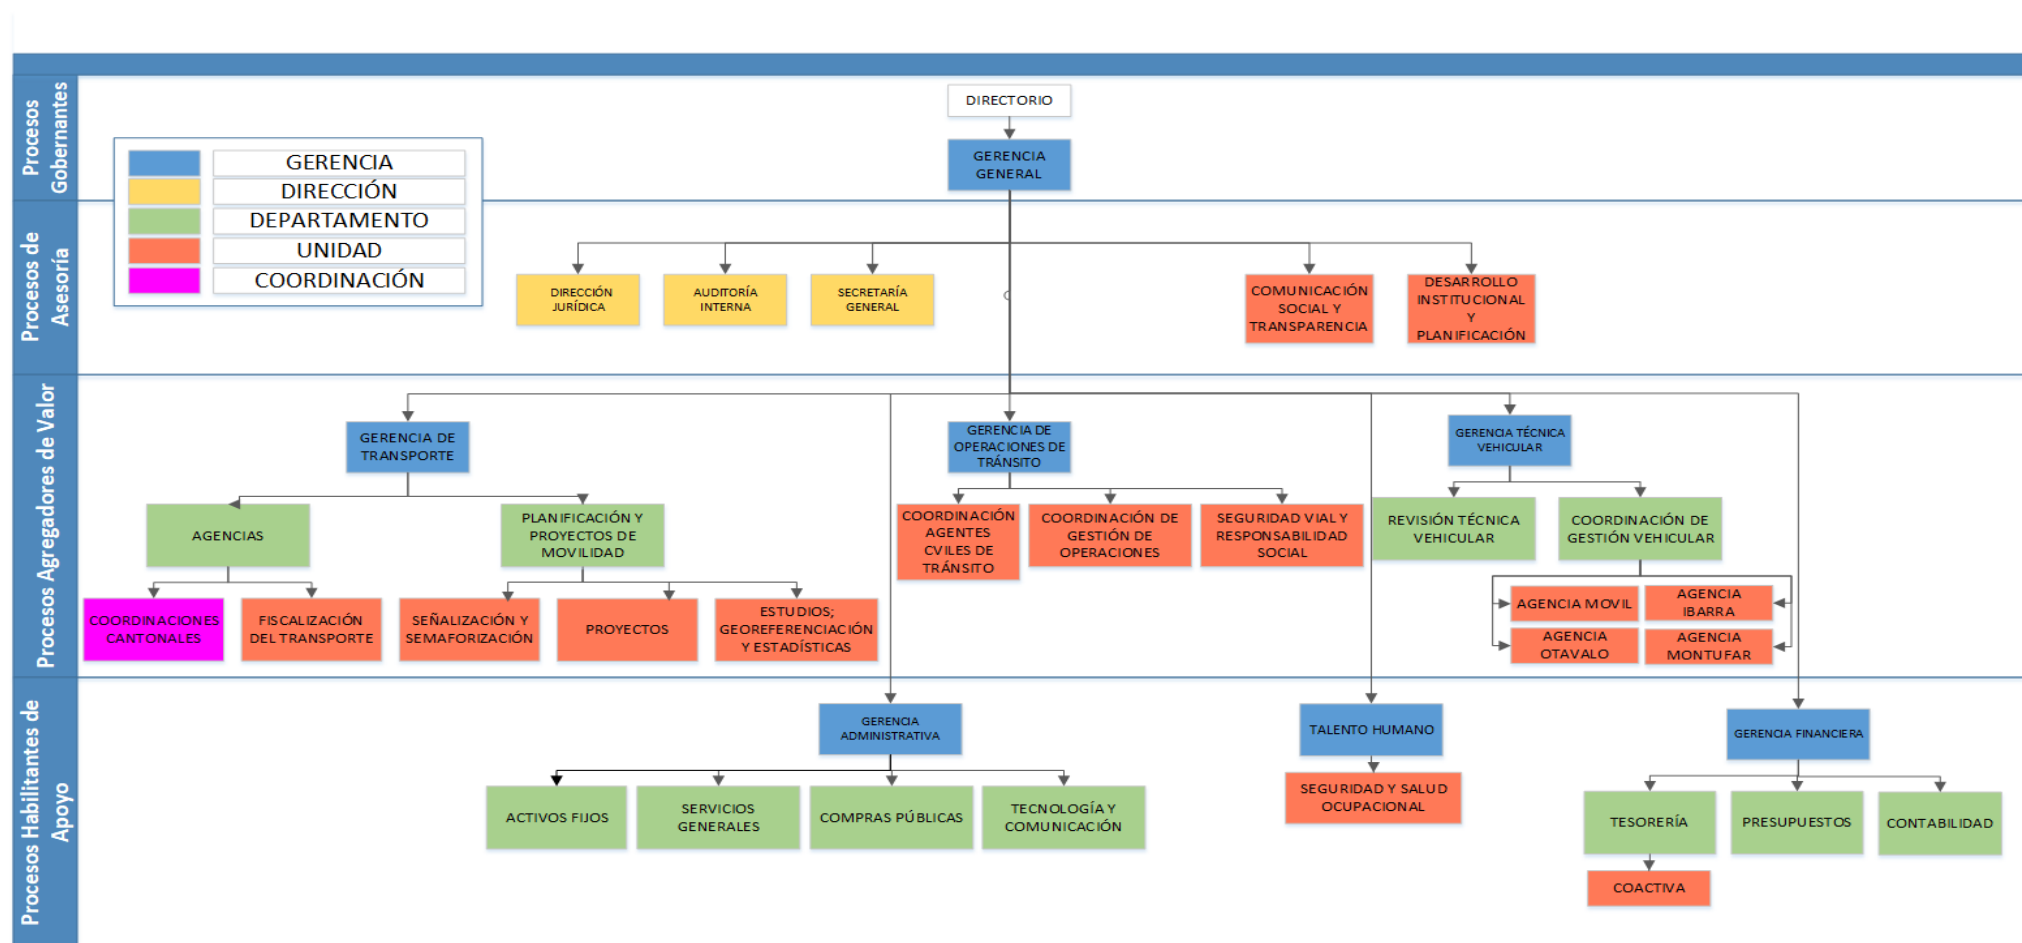 Procesos
Gobernantes
DIRECTORIO
GERENCIA
GENERAL
GERENCIA
DIRECCIÓN
DEPARTAMENTO
UNIDAD
COORDINACIÓN
Procesos de
Asesoría
DIRECCIÓN
JURÍDICA
AUDITORÍA
INTERNA
SECRETARÍA
GENERAL
COMUNICACIÓN
SOCIAL Y
TRANSPARENCIA
DESARROLLO
INSTITUCIONAL
Y
PLANIFICACIÓN
Procesos Agregadores de Valor
GERENCIA DE
TRANSPORTE
GERENCIA DE
OPERACIONES DE
TRÁNSITO
GERENCIA TÉCNICA
VEHICULAR
AGENCIAS
PLANIFICACIÓN Y
PROYECTOS DE
MOVILIDAD
COORDINACIÓN
AGENTES
CVILES DE
TRÁNSITO
COORDINACIÓN DE
GESTIÓN DE
OPERACIONES
SEGURIDAD VIAL Y
RESPONSABILIDAD
SOCIAL
REVISIÓN TÉCNICA
VEHICULAR
COORDINACIÓN DE
GESTIÓN VEHICULAR
COORDINACIONES
CANTONALES
FISCALIZACIÓN
DEL TRANSPORTE
SEÑALIZACIÓN Y
SEMAFORIZACIÓN
PROYECTOS
ESTUDIOS;
GEOREFERENCIACIÓN
Y ESTADÍSTICAS
AGENCIA MOVIL
AGENCIA
IBARRA
AGENCIA
OTAVALO
AGENCIA
MONTUFAR
Procesos Habilitantes de
Apoyo
GERENCIA
ADMINISTRATIVA
TALENTO HUMANO
GERENCIA FINANCIERA
ACTIVOS FIJOS
SERVICIOS
GENERALES
COMPRAS PÚBLICAS
TECNOLOGÍA Y
COMUNICACIÓN
SEGURIDAD Y SALUD
OCUPACIONAL
TESORERÍA
PRESUPUESTOS
CONTABILIDAD
COACTIVA